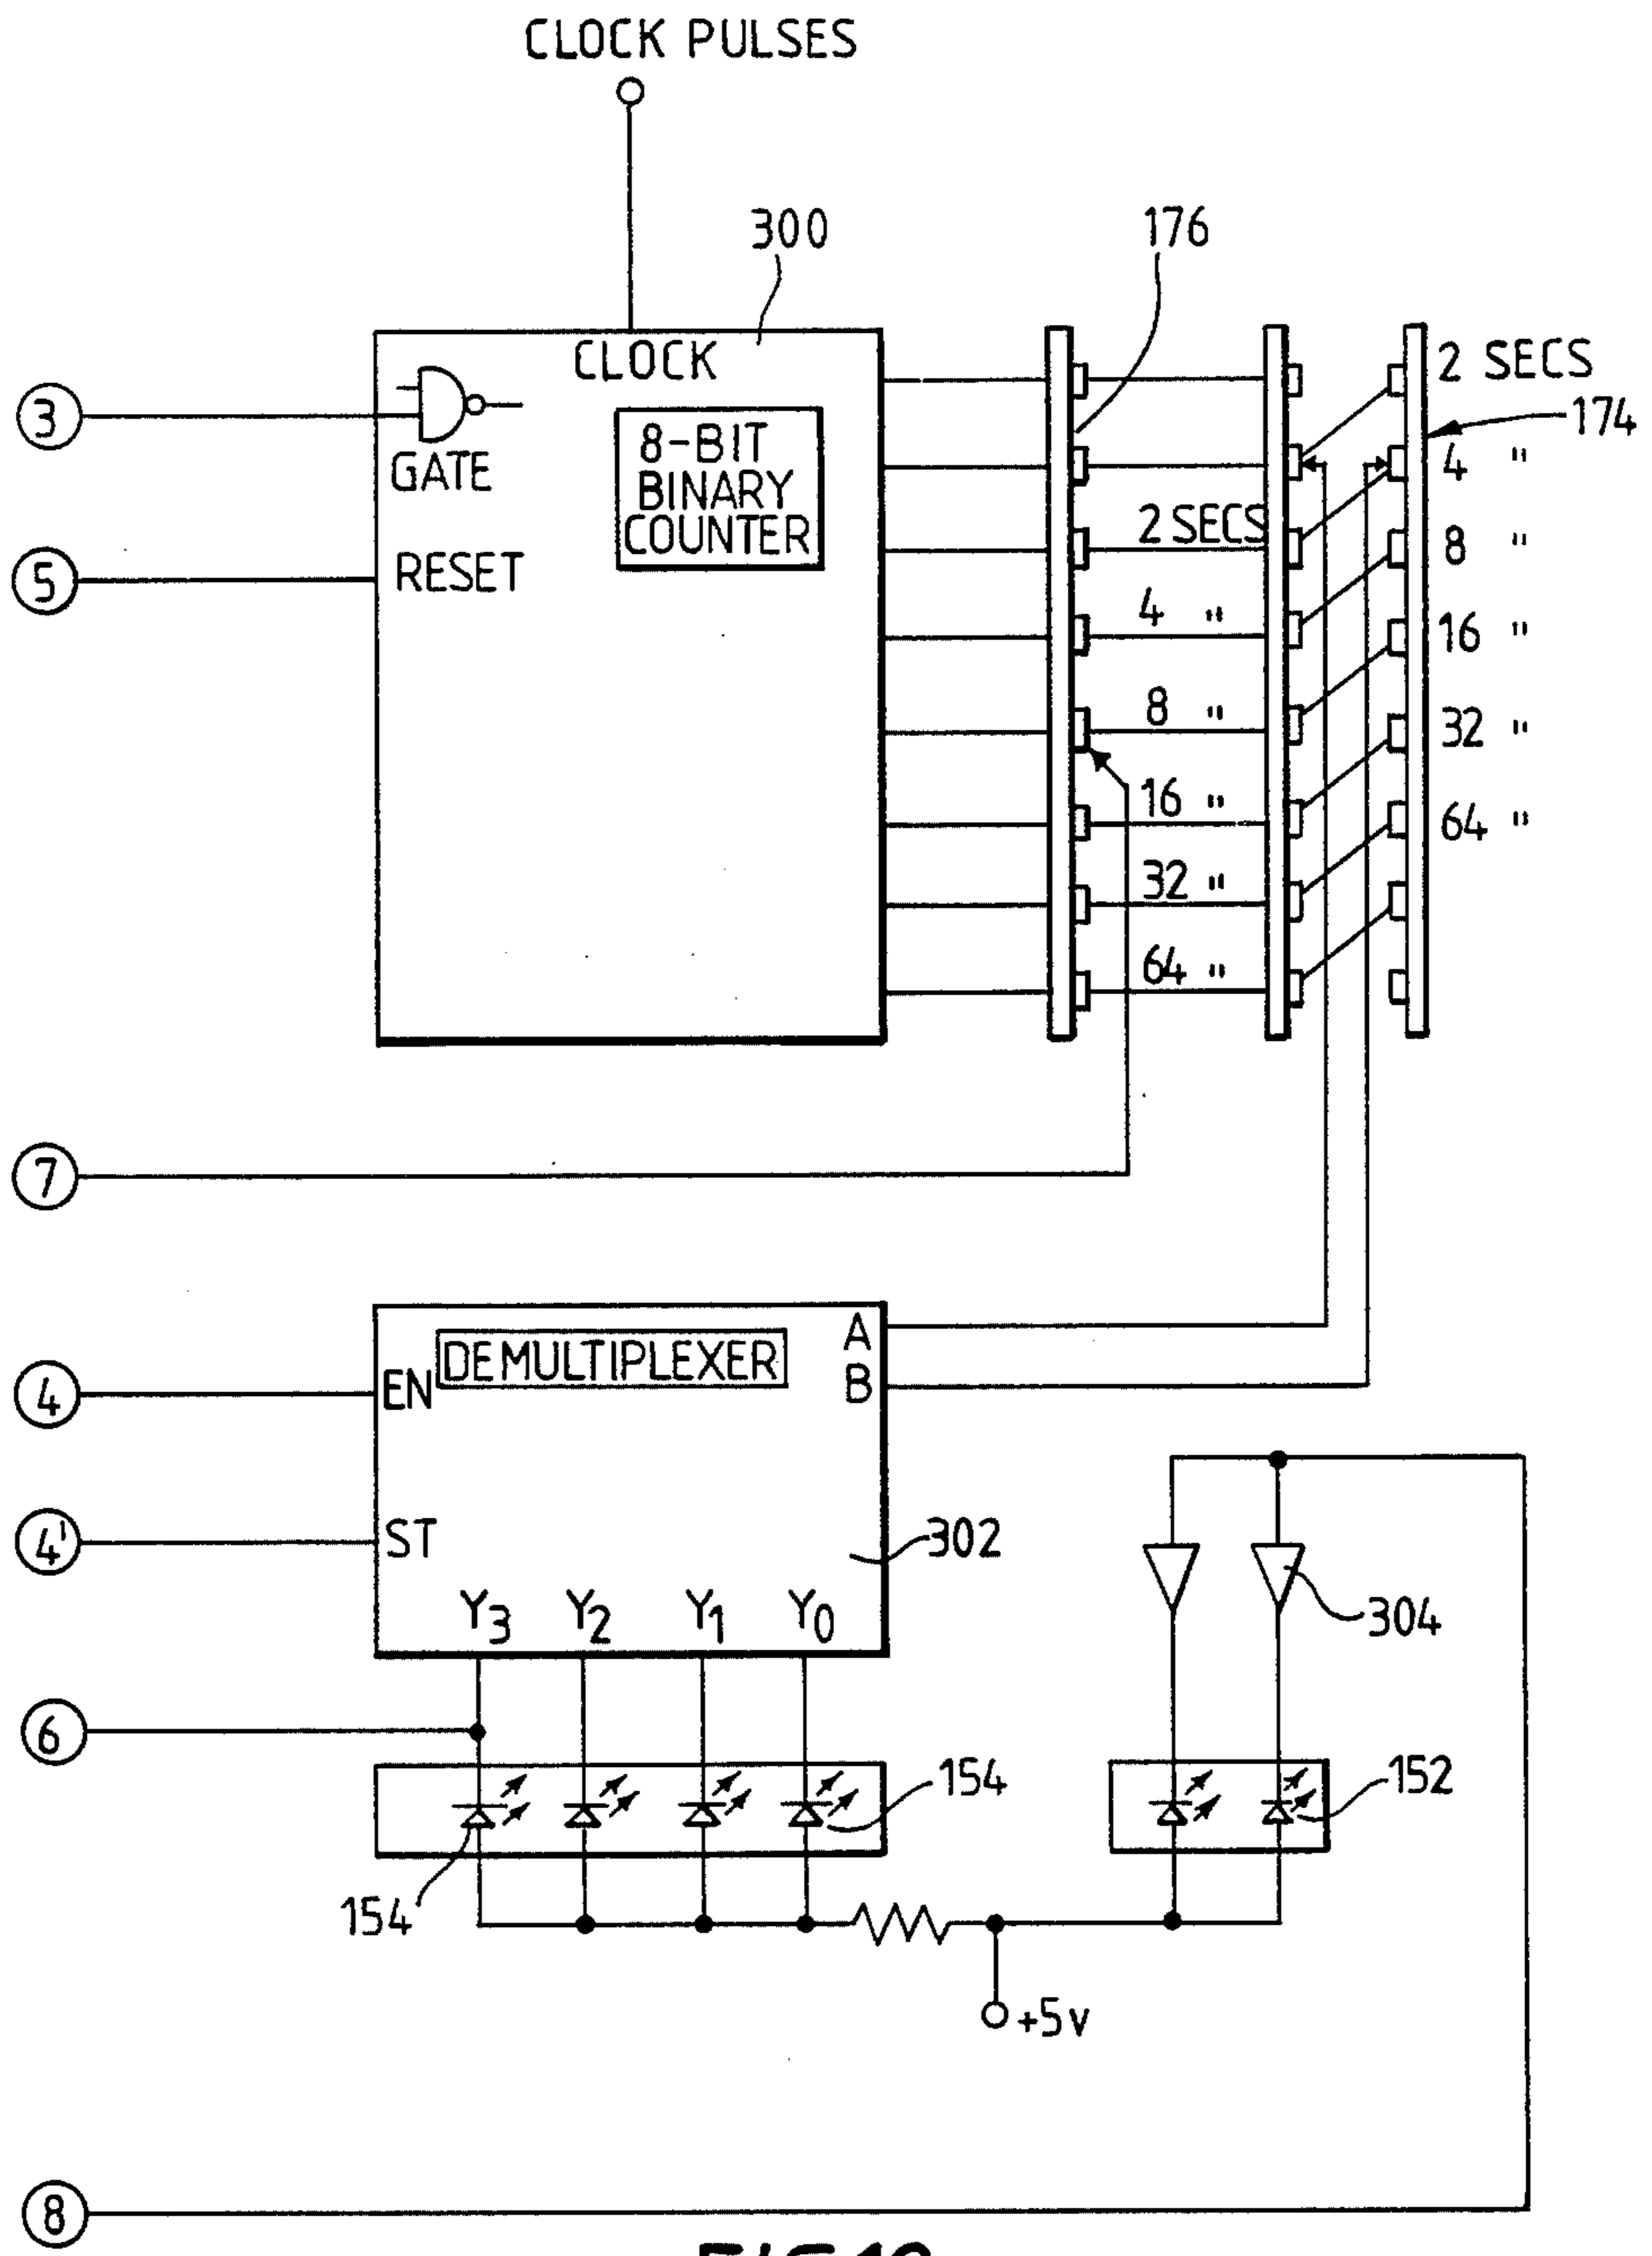 CLOCK PULSES
300
176
CLOCK
2 SECS
174
3
GATE
8-BIT
BINARY
COUNTER
4 "
2 SECS
8 "
5
RESET
4 "
16 "
8 "
32 "
16 "
64 "
32 "
64 "
7
A
DEMULTIPLEXER
4
EN
B
4'
ST
302
Y3 Y2 Y1 Y0
304
6
154
152
154
+5v
8